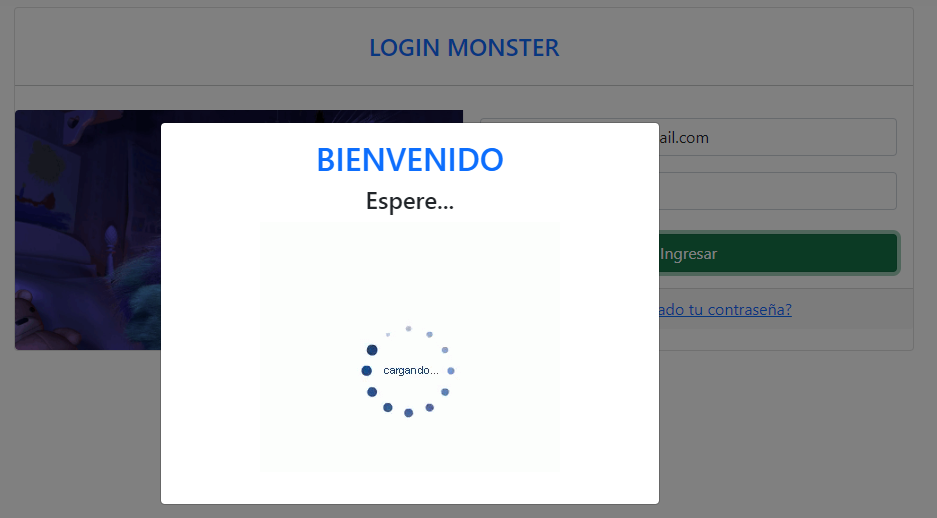 LOGIN MONSTER
BIENVENIDO
Espere...
cargando...
ail.com
Ingresar
ado tu contraseña?